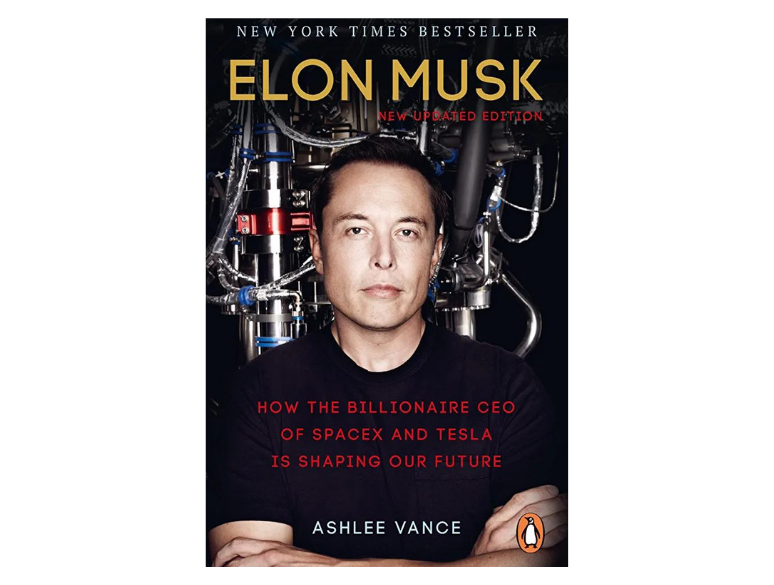 NEW YORK TIMES BESTSELLER
ELON MUSK
NEW UPDATED EDITION
HOW THE BILLIONAIRE CEO
OF SPACEX AND TESLA
IS SHAPING OUR FUTURE
ASHLEE VANCE